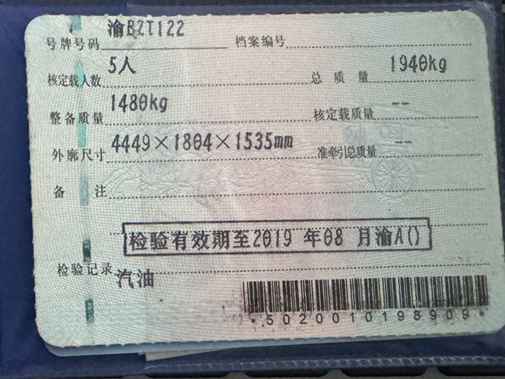 号牌号码 渝BZT122 档案编号
核定载人数 5人 总质量 1940kg
整备质量 1480kg 核定载质量 --
外廓尺寸 4449×1804×1535mm 准牵引总质量 --
备注
检验有效期至2019 年08 月渝A()
检验记录 汽油
*5020010198909*